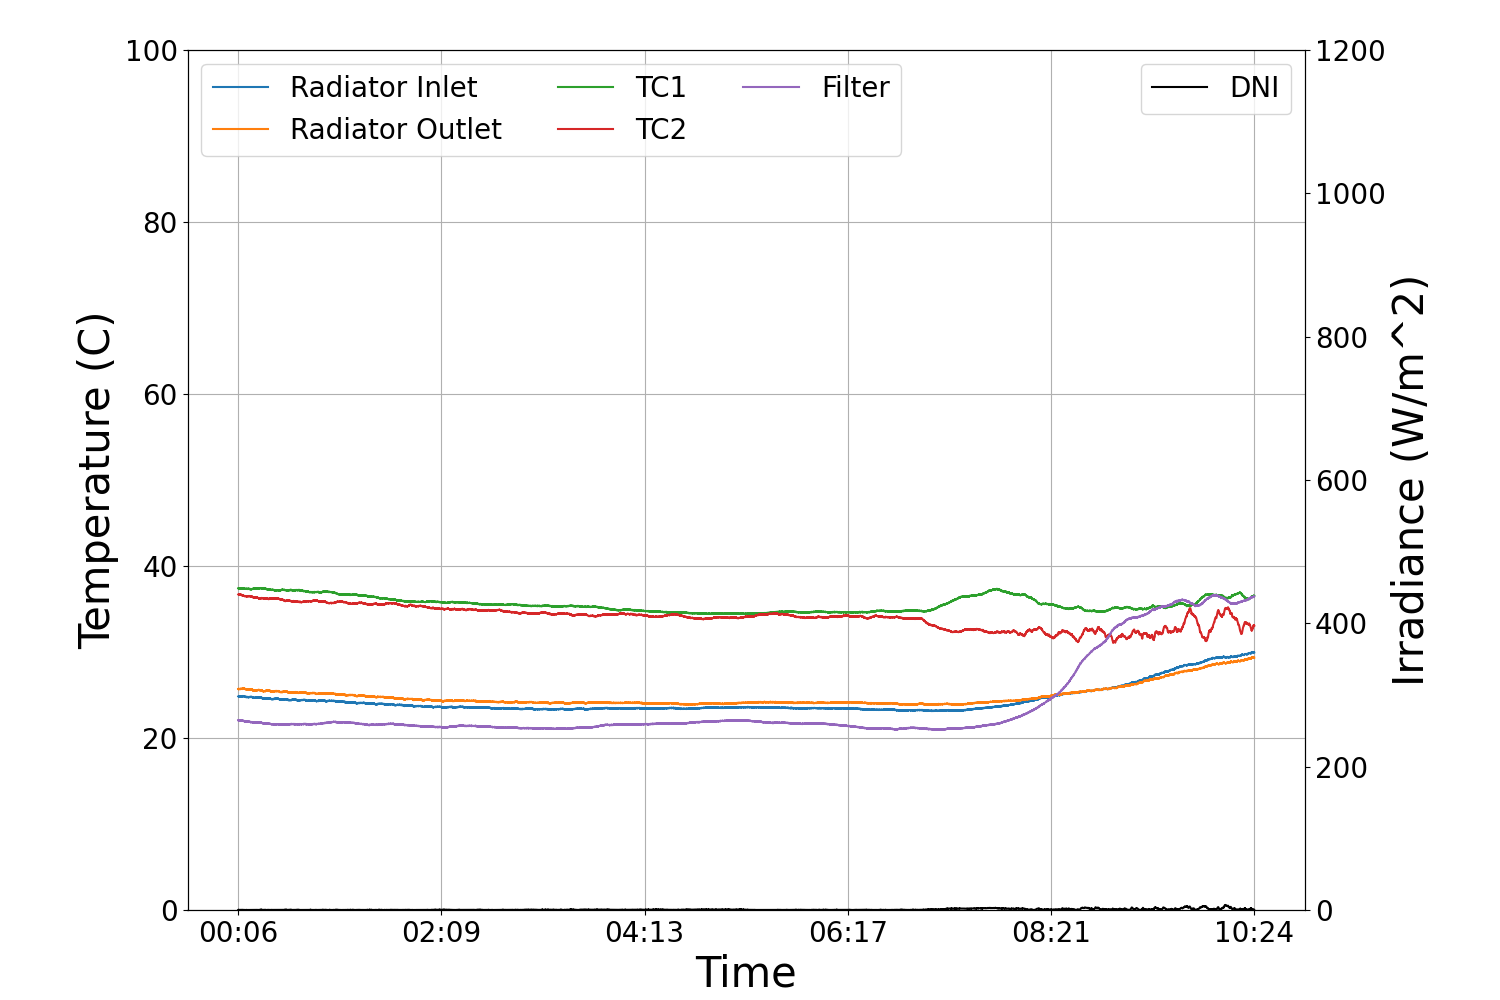 Radiator Inlet
Radiator Outlet
TC1
TC2
Filter
DNI
Temperature (C)
100
80
60
40
20
0
Irradiance (W/m^2)
1200
1000
800
600
400
200
0
00:06 02:09 04:13 06:17 08:21 10:24
Time